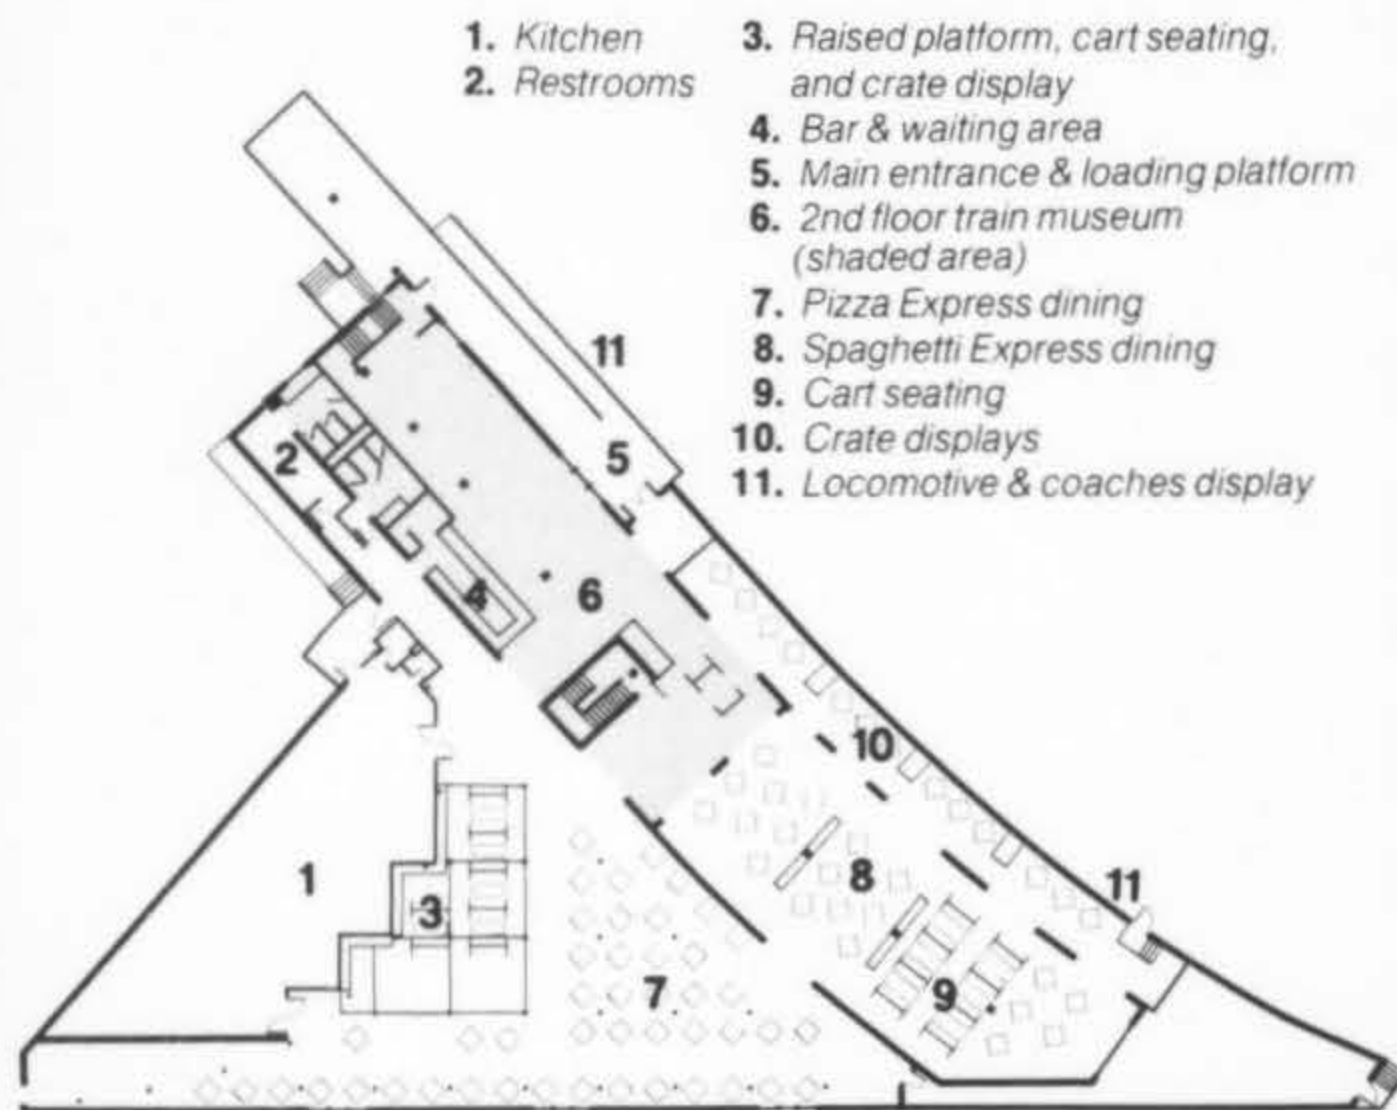 1. Kitchen
2. Restrooms
3. Raised platform, cart seating,
and crate display
4. Bar & waiting area
5. Main entrance & loading platform
6. 2nd floor train museum
(shaded area)
7. Pizza Express dining
8. Spaghetti Express dining
9. Cart seating
10. Crate displays
11. Locomotive & coaches display
11
5
2
4
6
10
8
11
1
3
7
9